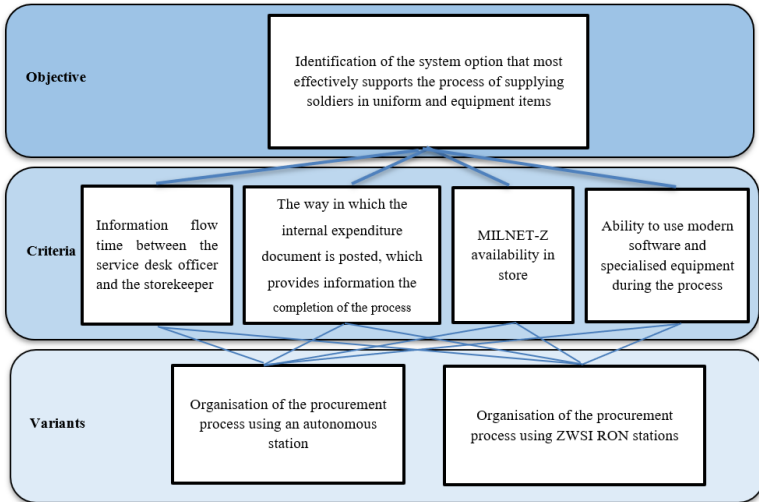 Objective
Identification of the system option that most
effectively supports the process of supplying
soldiers in uniform and equipment items
Criteria
Information flow
time between the
service desk officer
and the storekeeper
The way in which the
internal expenditure
document is posted, which
provides information the
completion of the process
MILNET-Z
availability in
store
Ability to use modern
software and
specialised equipment
during the process
Variants
Organisation of the procurement
process using an autonomous
station
Organisation of the procurement
process using ZWSI RON stations